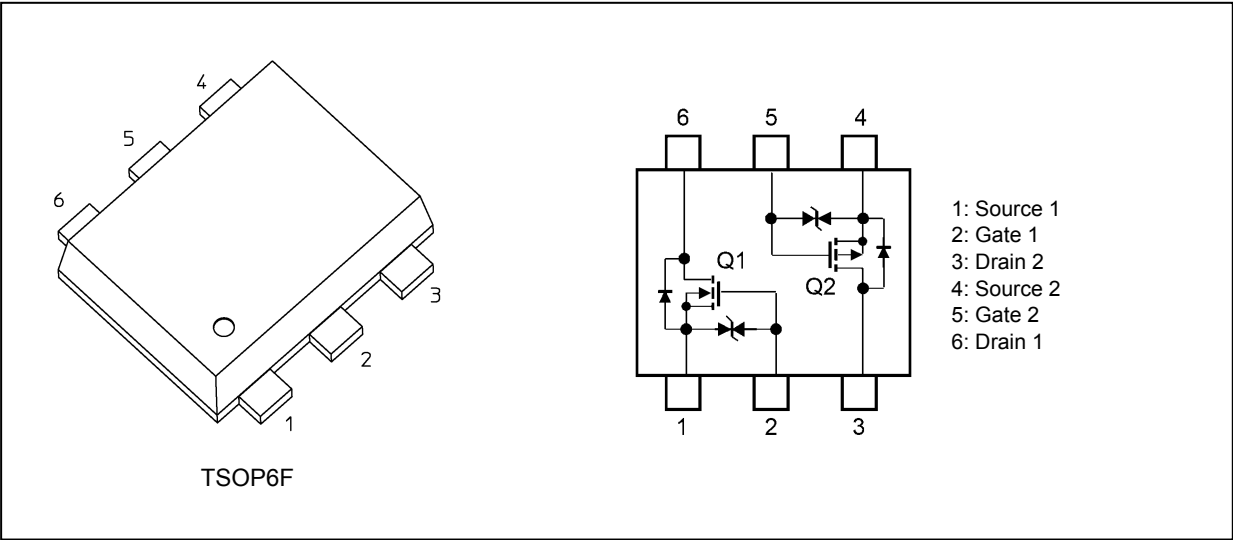 4
5
6
3
2
1
TSOP6F
6 5 4
Q1
Q2
1 2 3
1: Source 1
2: Gate 1
3: Drain 2
4: Source 2
5: Gate 2
6: Drain 1